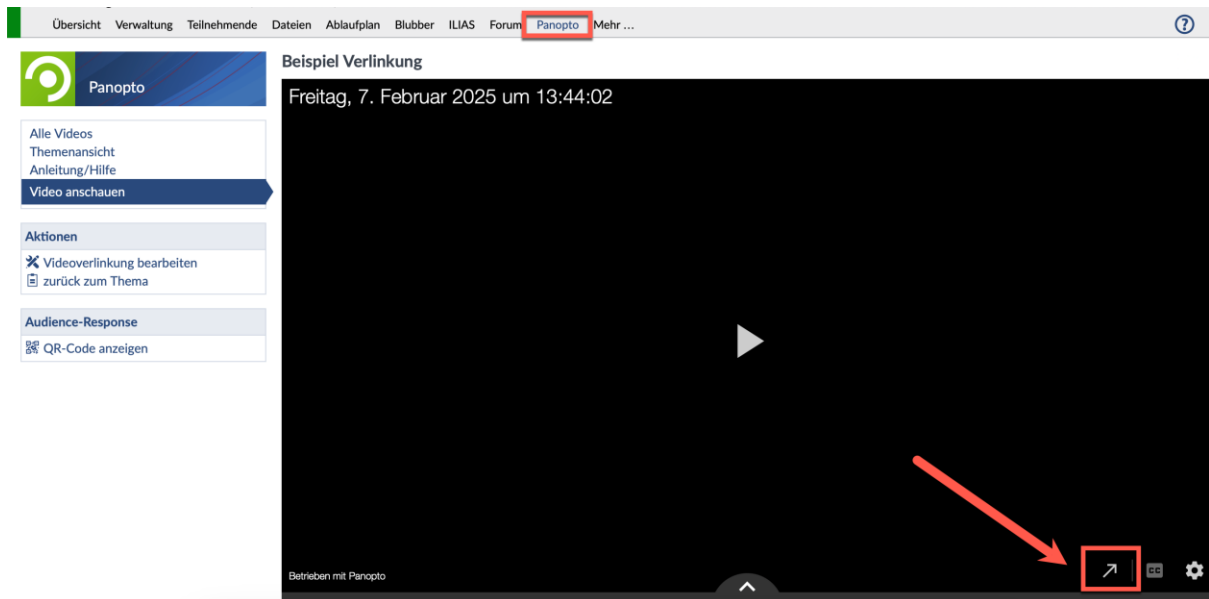 Übersicht Verwaltung Teilnehmende Dateien Ablaufplan Blubber ILIAS Forum Panopto Mehr ...
?
Panopto
Alle Videos
Themenansicht
Anleitung/Hilfe
Video anschauen
Aktionen
Videoverlinkung bearbeiten
zurück zum Thema
Audience-Response
QR-Code anzeigen
Beispiel Verlinkung
Freitag, 7. Februar 2025 um 13:44:02
Betrieben mit Panopto
CC